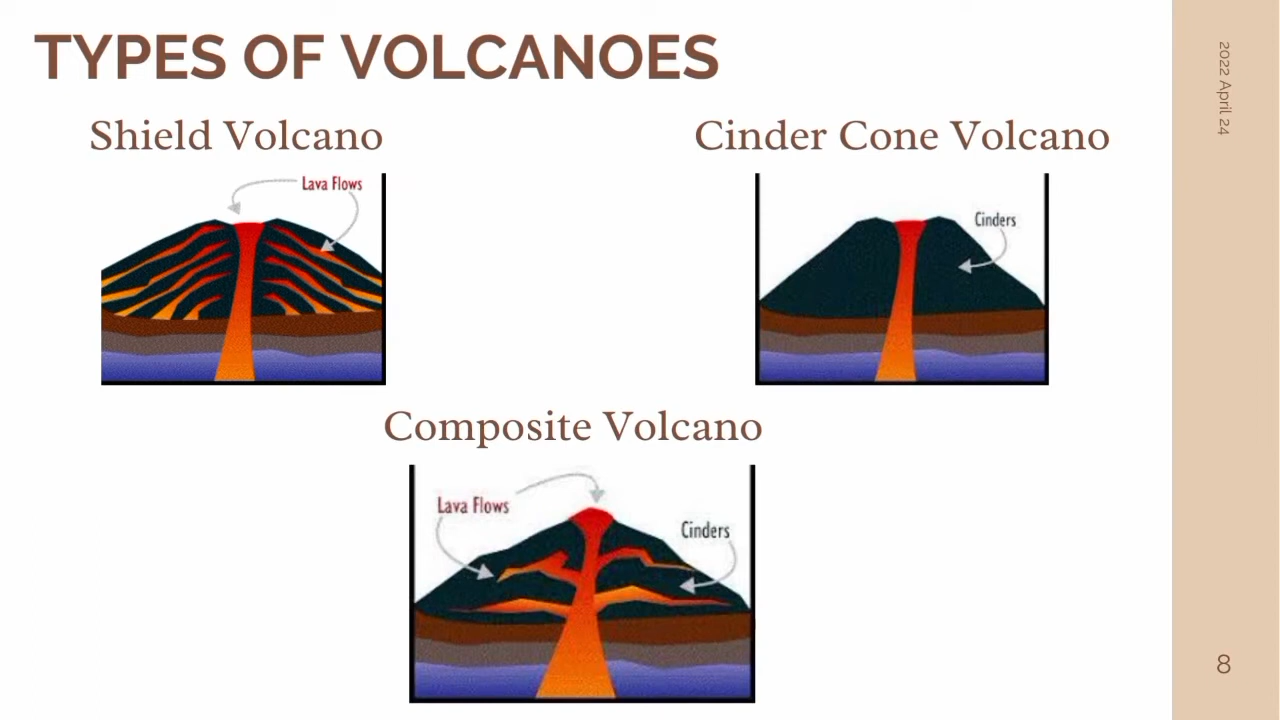 TYPES OF VOLCANOES
Shield Volcano
Lava Flows
Cinder Cone Volcano
Cinders
Composite Volcano
Lava Flows
Cinders
2022 April 24
8